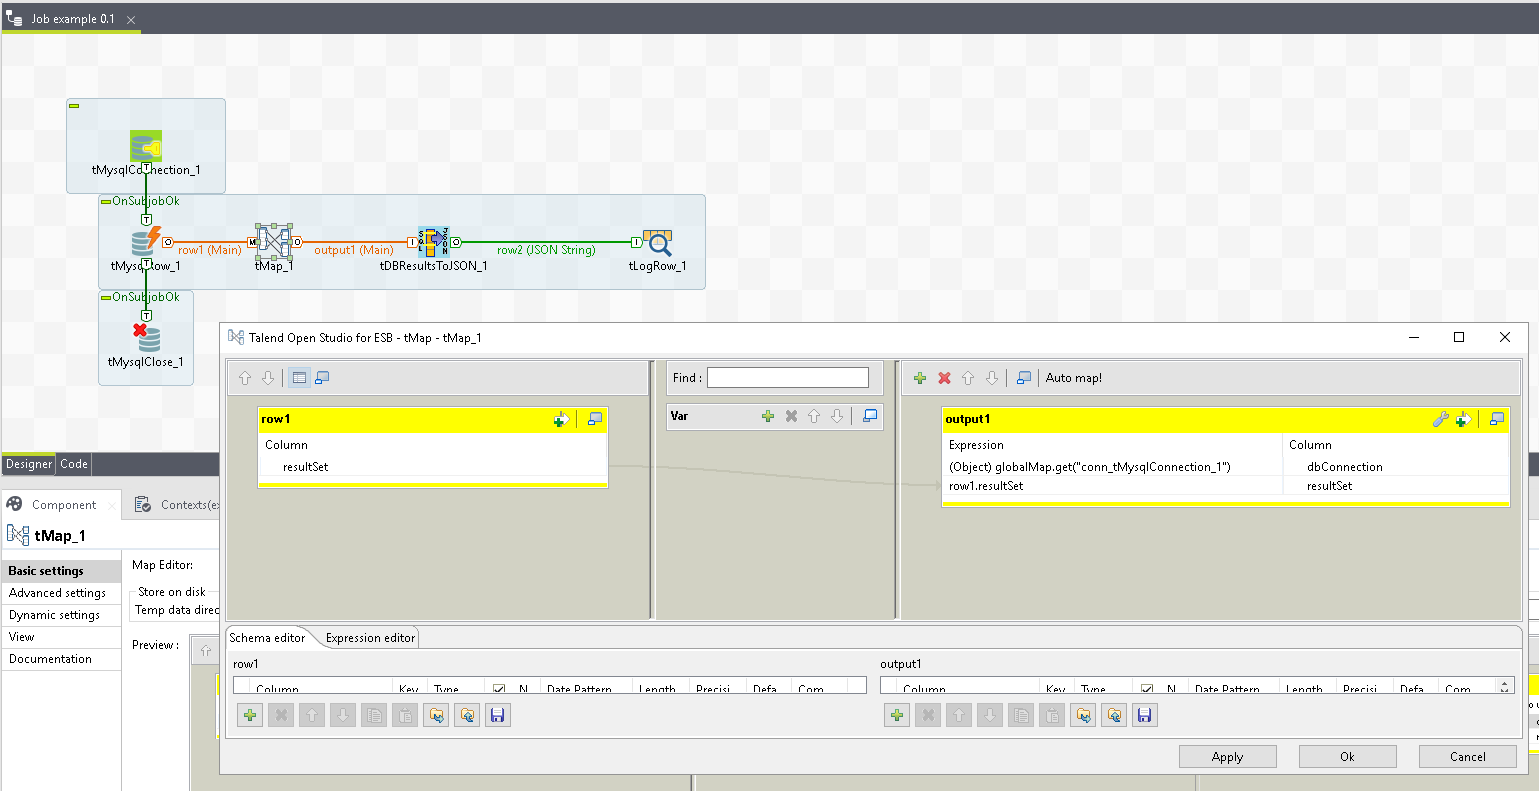 Job example 0.1
tMysqlConnection_1
OnSubjobOk
row1 (Main)
output1 (Main)
row2 (JSON String)
tMysqlRow_1
tMap_1
tDBResultsToJSON_1
tLogRow_1
OnSubjobOk
tMysqlClose_1
Designer
Code
Component
Contexts(ex
tMap_1
Basic settings
Advanced settings
Dynamic settings
View
Documentation
Map Editor:
Store on disk
Temp data direc
Preview :
Talend Open Studio for ESB - tMap - tMap_1
Find :
Auto map!
row1
Column
resultSet
Var
output1
Expression Column
(Object) globalMap.get("conn_tMysqlConnection_1") dbConnection
row1.resultSet resultSet
Schema editor Expression editor
row1
Column Key Type N. Date Pattern Length Precisi Defa Com
output1
Column Key Type N. Date Pattern Length Precisi Defa Com
Apply Ok Cancel